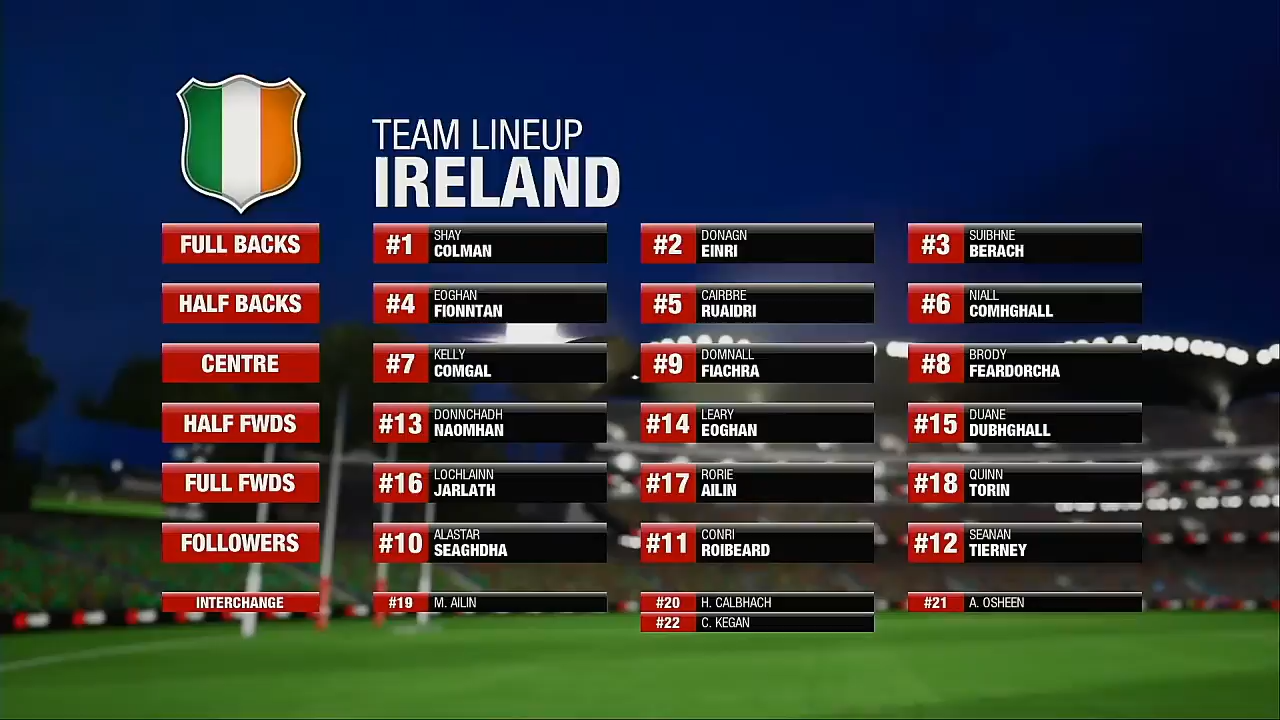 TEAM LINEUP
IRELAND
FULL BACKS
#1 SHAY COLMAN
#2 DONAGN EINRI
#3 SUIBHNE BERACH
HALF BACKS
#4 EOGHAN FIONNTAN
#5 CAIRBRE RUAIDRI
#6 NIALL COMHGHALL
CENTRE
#7 KELLY COMGAL
#9 DOMNALL FIACHRA
#8 BRODY FEARDORCHA
HALF FWDS
#13 DONNCHADH NAOMHAN
#14 LEARY EOGHAN
#15 DUANE DUBHGHALL
FULL FWDS
#16 LOCHLAINN JARLATH
#17 RORIE AILIN
#18 QUINN TORIN
FOLLOWERS
#10 ALASTAR SEAGHDHA
#11 CONRI ROIBEARD
#12 SEANAN TIERNEY
INTERCHANGE
#19 M. AILIN
#20 H. CALBHACH
#21 A. OSHEEN
#22 C. KEGAN